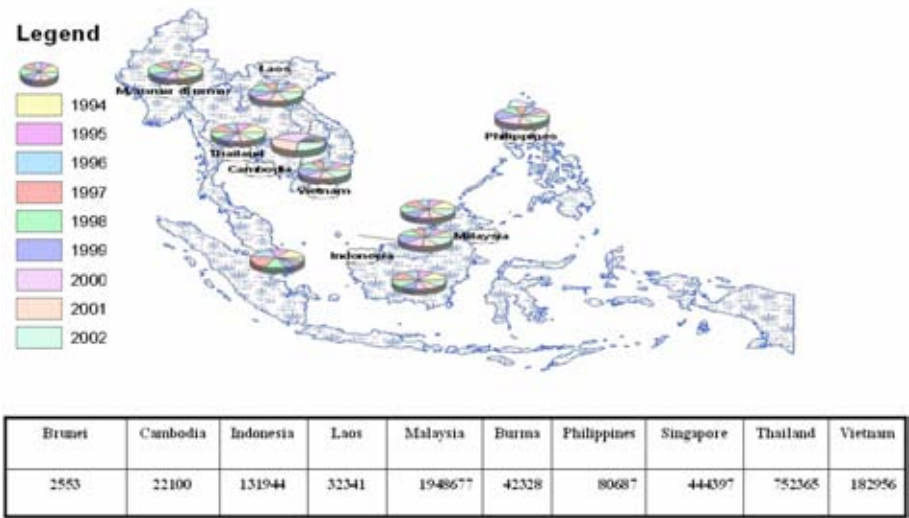 Legend
1994
1995
1996
1997
1998
1999
2000
2001
2002
Laos
Philippines
Thailand
Cambodia
Vietnam
Malaysia
Indonesia
Brunei Cambodia Indonesia Laos Malaysia Burma Philippines Singapore Thailand Vietnam
2553 22100 131944 32341 1948677 42328 80687 444397 752365 182956